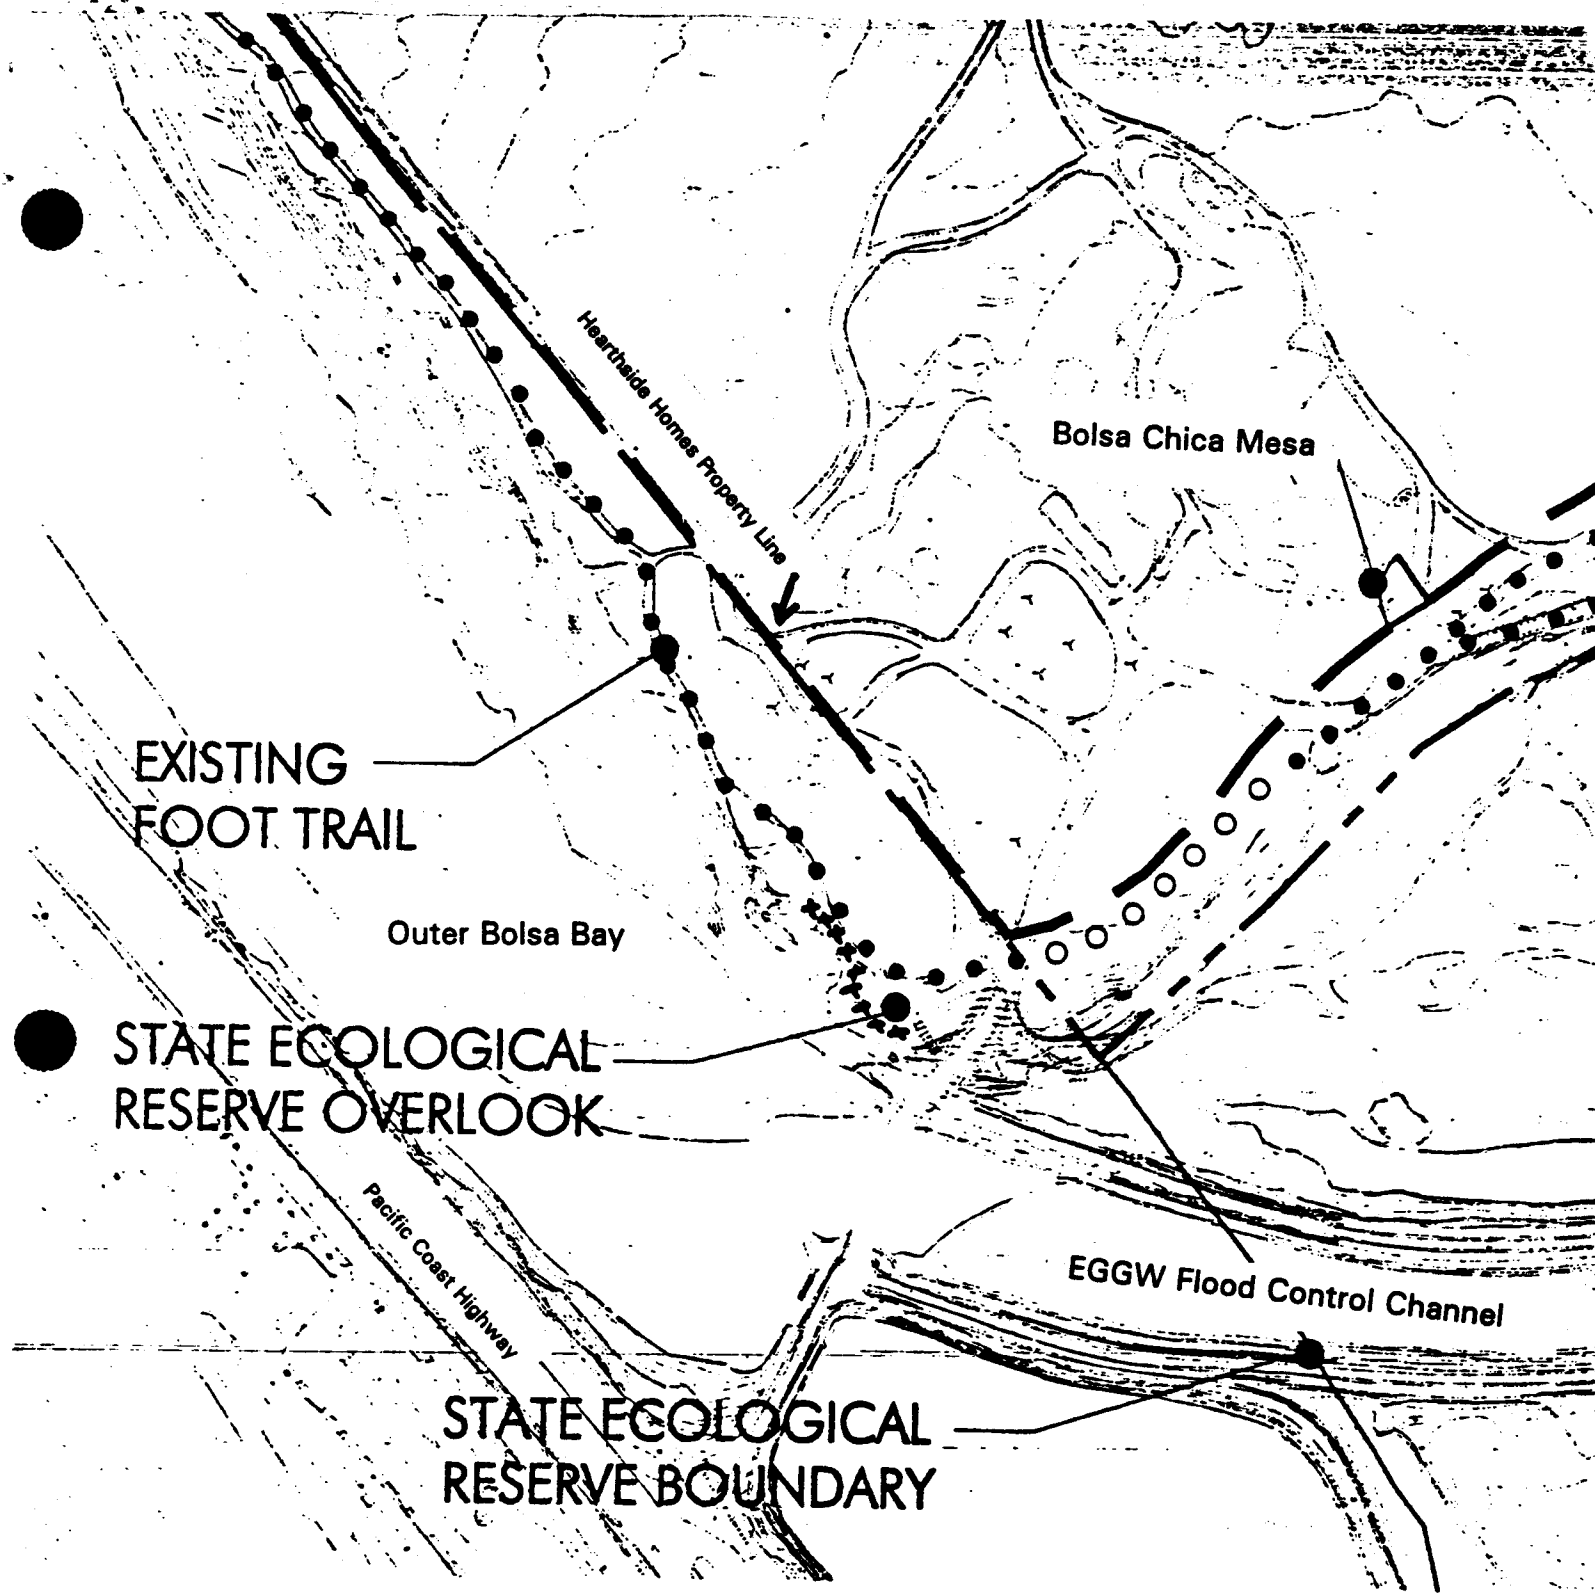 Hearthside Homes Property Line
Bolsa Chica Mesa
EXISTING
FOOT TRAIL
Outer Bolsa Bay
STATE ECOLOGICAL
RESERVE OVERLOOK
Pacific Coast Highway
EGGW Flood Control Channel
STATE ECOLOGICAL
RESERVE BOUNDARY